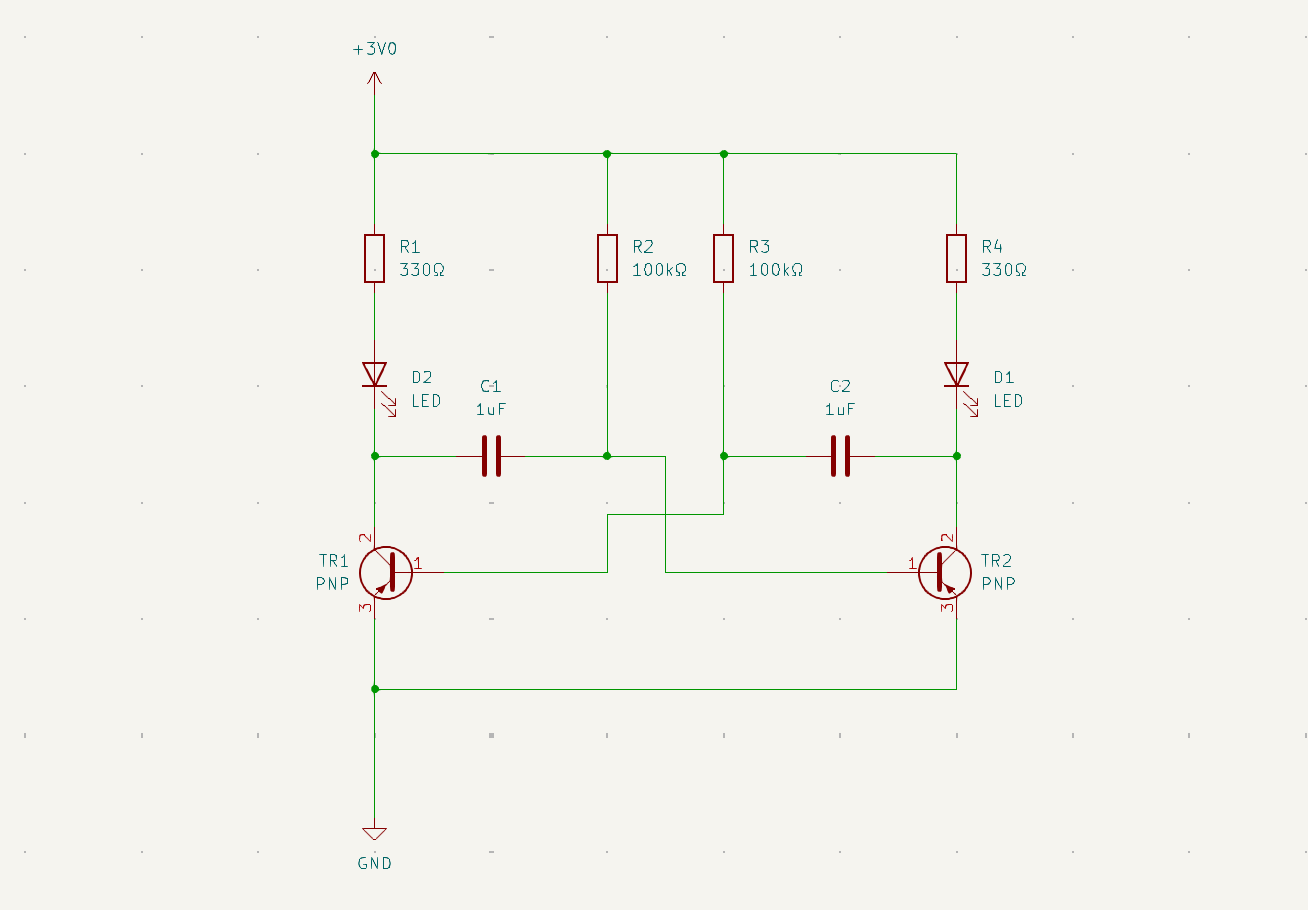 +3V0
R1
330Ω
R2
100kΩ
R3
100kΩ
R4
330Ω
D2
LED
C1
1uF
C2
1uF
D1
LED
TR1
PNP
2
1
3
TR2
PNP
2
1
3
GND